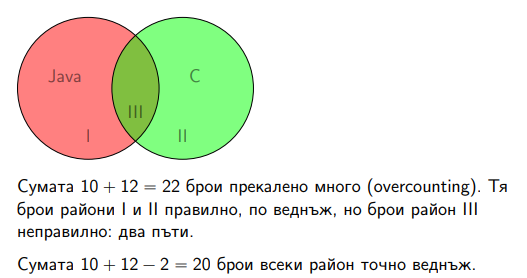 Java
C
III
I
II
Сумата 10 + 12 = 22 брои прекалено много (overcounting). Тя
брои райони I и II правилно, по веднъж, но брои район III
неправилно: два пъти.
Сумата 10 + 12 − 2 = 20 брои всеки район точно веднъж.